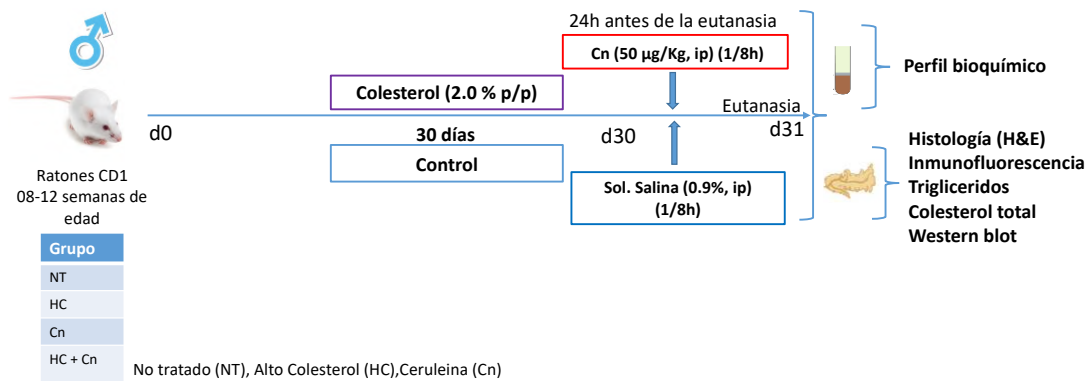 24h antes de la eutanasia
Cn (50 µg/Kg, ip) (1/8h)
Colesterol (2.0 % p/p)
Eutanasia
d0
30 días
d30
d31
Control
Sol. Salina (0.9%, ip)
(1/8h)
Perfil bioquímico
Histología (H&E)
Inmunofluorescencia
Trigliceridos
Colesterol total
Western blot
Ratones CD1
08-12 semanas de
edad
Grupo
NT
HC
Cn
HC + Cn
No tratado (NT), Alto Colesterol (HC),Ceruleina (Cn)